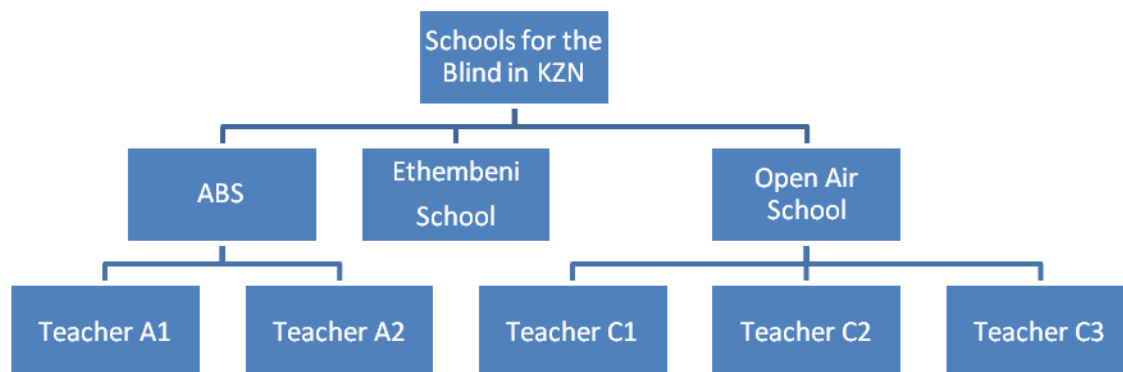 Schools for the
Blind in KZN
ABS
Ethembeni
School
Open Air
School
Teacher A1
Teacher A2
Teacher C1
Teacher C2
Teacher C3